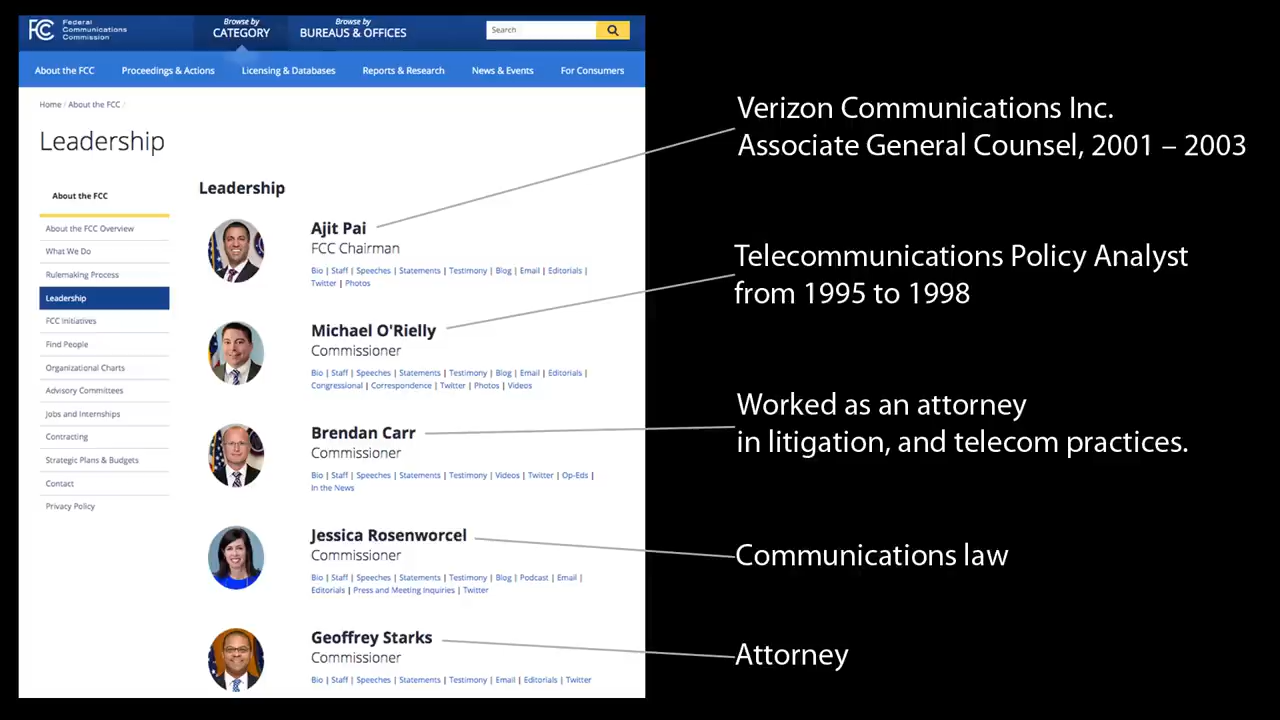 FCC
Federal
Communications
Commission
Browse by
CATEGORY
Browse by
BUREAUS & OFFICES
Search
About the FCC
Proceedings & Actions
Licensing & Databases
Reports & Research
News & Events
For Consumers
Home / About the FCC /
Leadership
About the FCC
About the FCC Overview
What We Do
Rulemaking Process
Leadership
FCC Initiatives
Find People
Organizational Charts
Advisory Committees
Jobs and Internships
Contracting
Strategic Plans & Budgets
Contact
Privacy Policy
Leadership
Ajit Pai
FCC Chairman
Bio | Staff | Speeches | Statements | Testimony | Blog | Email | Editorials |
Twitter | Photos
Michael O'Rielly
Commissioner
Bio | Staff | Speeches | Statements | Testimony | Blog | Email | Editorials |
Congressional | Correspondence | Twitter | Photos | Videos
Brendan Carr
Commissioner
Bio | Staff | Speeches | Statements | Testimony | Videos | Twitter | Op-Eds |
In the News
Jessica Rosenworcel
Commissioner
Bio | Staff | Speeches | Statements | Testimony | Blog | Podcast | Email |
Editorials | Press and Meeting Inquiries | Twitter
Geoffrey Starks
Commissioner
Bio | Staff | Speeches | Statements | Testimony | Email | Editorials | Twitter
Verizon Communications Inc.
Associate General Counsel, 2001 – 2003
Telecommunications Policy Analyst
from 1995 to 1998
Worked as an attorney
in litigation, and telecom practices.
Communications law
Attorney